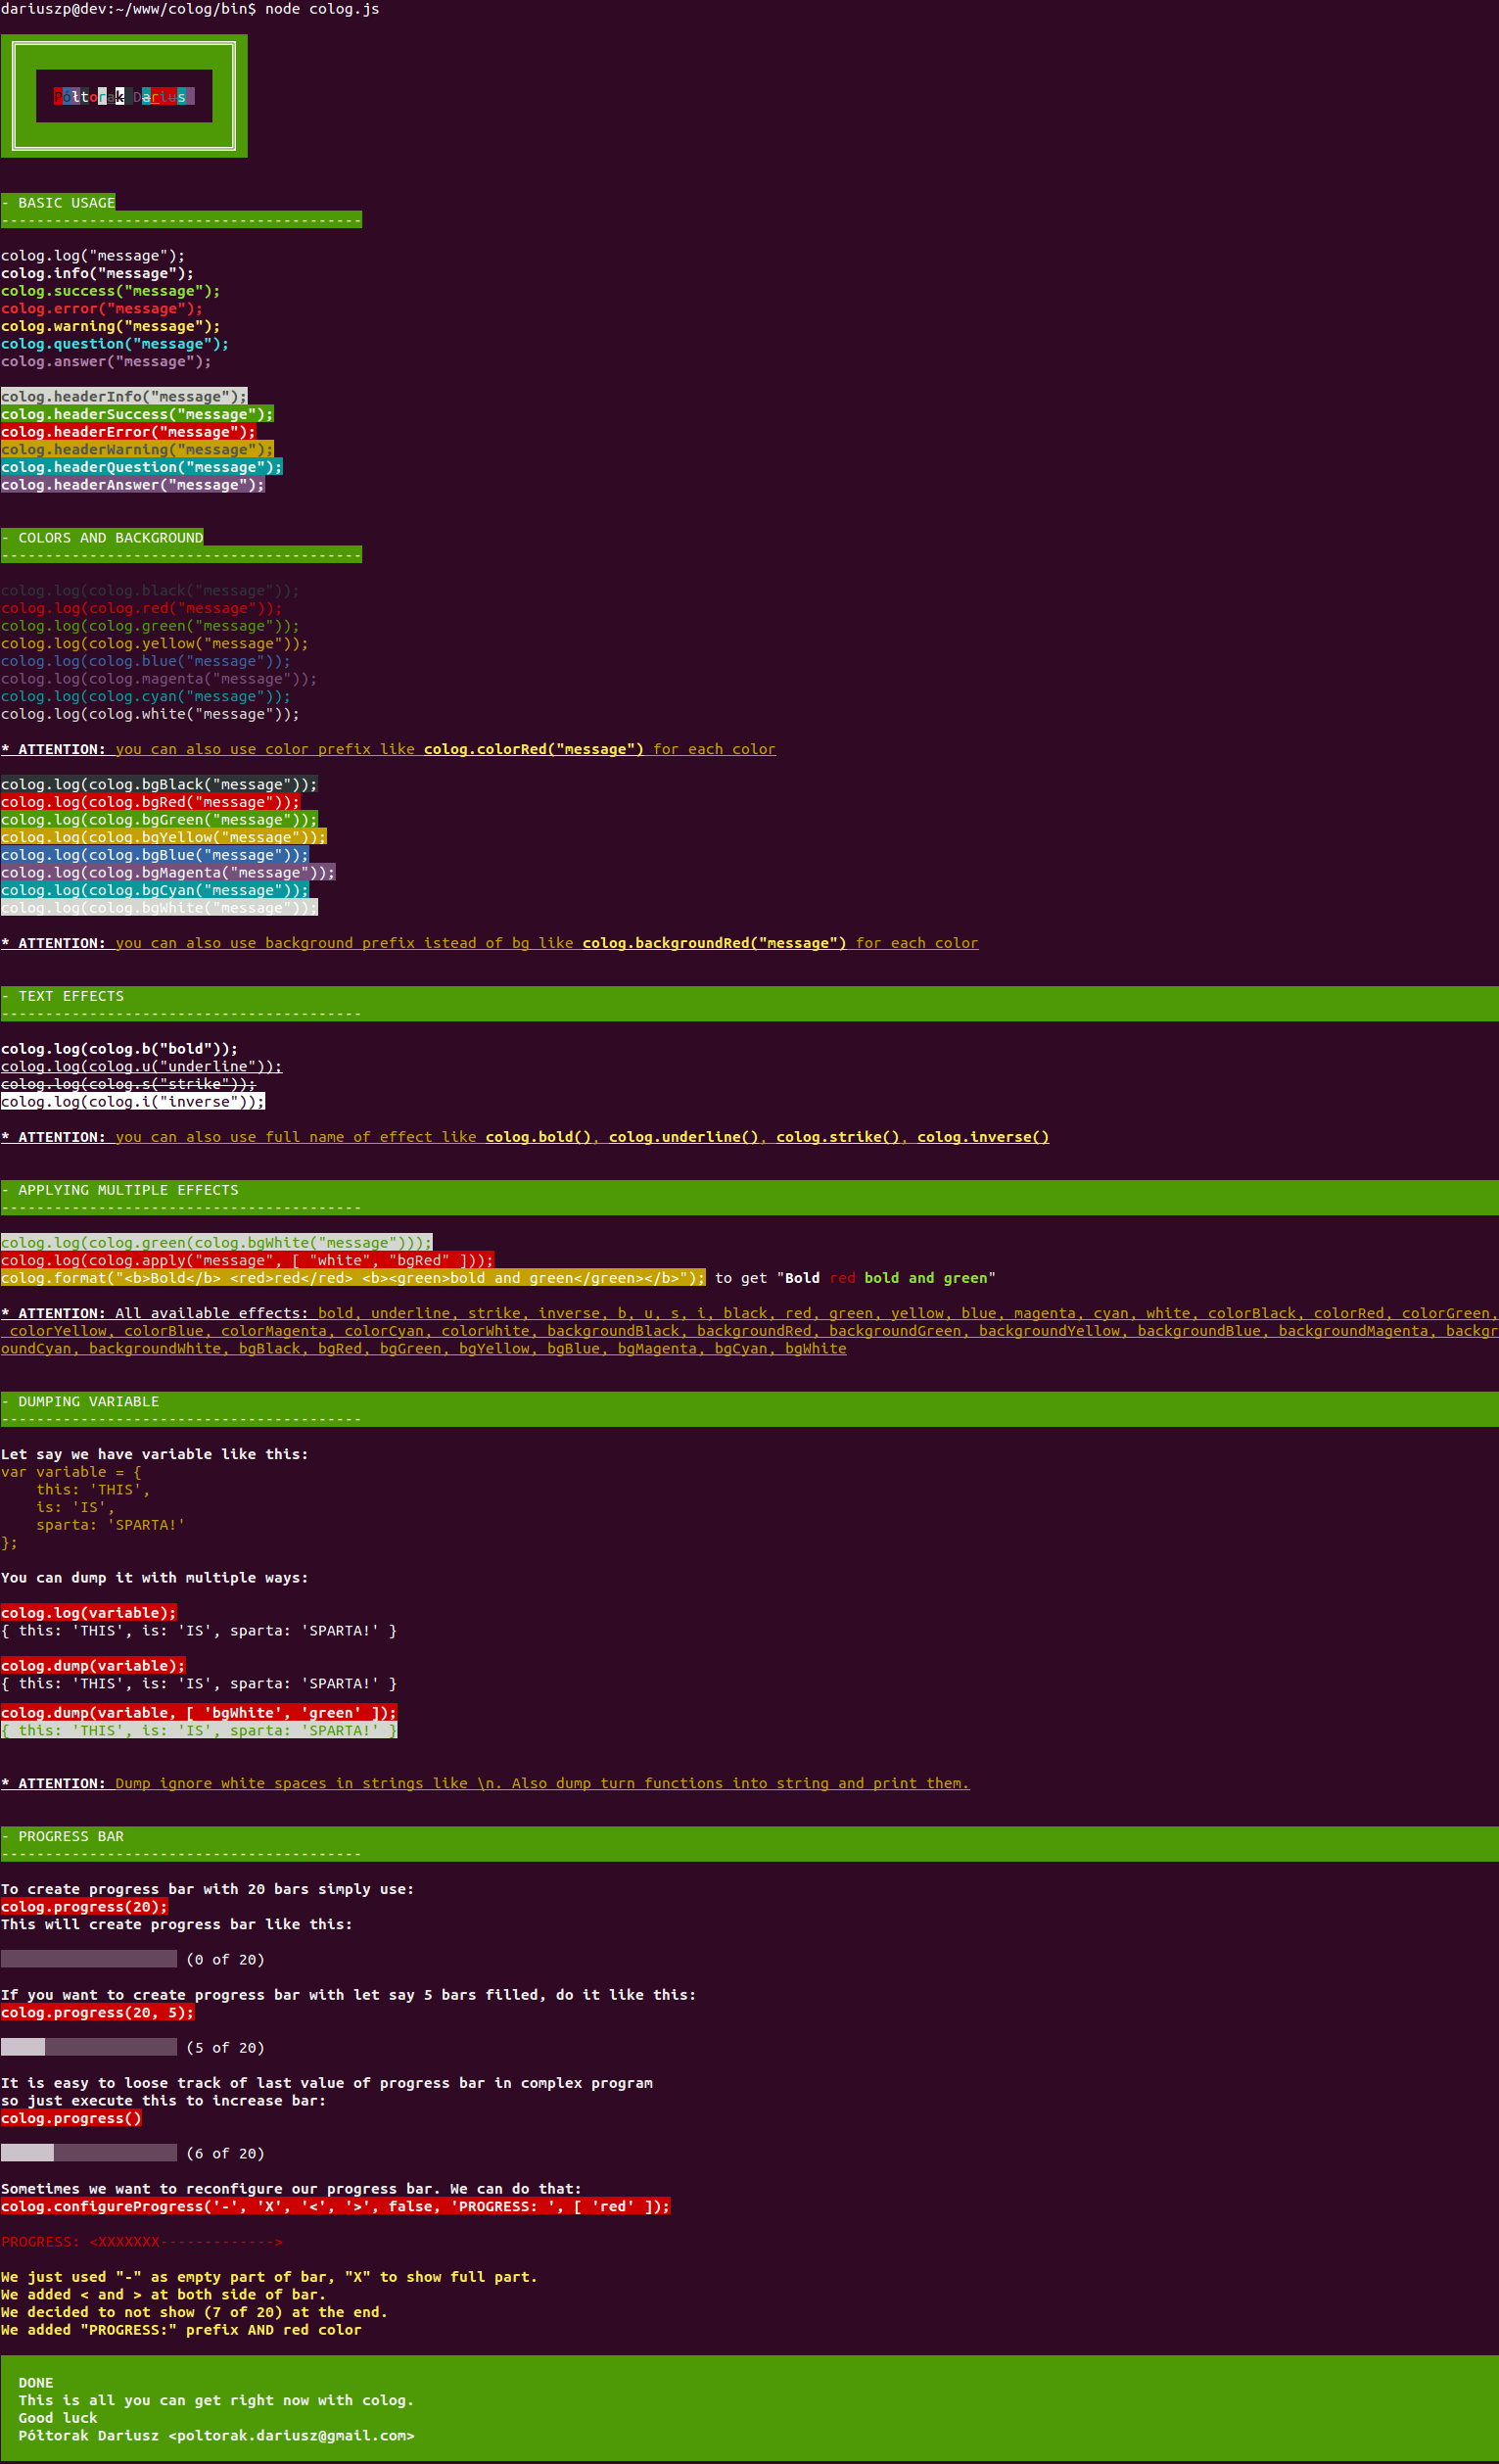 dariuszp@dev:~/www/colog/bin$ node colog.js
Półtorak Darius
- BASIC USAGE
-----------------------------------------
colog.log("message");
colog.info("message");
colog.success("message");
colog.error("message");
colog.warning("message");
colog.question("message");
colog.answer("message");
colog.headerInfo("message");
colog.headerSuccess("message");
colog.headerError("message");
colog.headerWarning("message");
colog.headerQuestion("message");
colog.headerAnswer("message");
- COLORS AND BACKGROUND
-----------------------------------------
colog.log(colog.black("message"));
colog.log(colog.red("message"));
colog.log(colog.green("message"));
colog.log(colog.yellow("message"));
colog.log(colog.blue("message"));
colog.log(colog.magenta("message"));
colog.log(colog.cyan("message"));
colog.log(colog.white("message"));
* ATTENTION: you can also use color prefix like colog.colorRed("message") for each color
colog.log(colog.bgBlack("message"));
colog.log(colog.bgRed("message"));
colog.log(colog.bgGreen("message"));
colog.log(colog.bgYellow("message"));
colog.log(colog.bgBlue("message"));
colog.log(colog.bgMagenta("message"));
colog.log(colog.bgCyan("message"));
colog.log(colog.bgWhite("message"));
* ATTENTION: you can also use background prefix istead of bg like colog.backgroundRed("message") for each color
- TEXT EFFECTS
-----------------------------------------
colog.log(colog.b("bold"));
colog.log(colog.u("underline"));
colog.log(colog.s("strike"));
colog.log(colog.i("inverse"));
* ATTENTION: you can also use full name of effect like colog.bold(), colog.underline(), colog.strike(), colog.inverse()
- APPLYING MULTIPLE EFFECTS
-----------------------------------------
colog.log(colog.green(colog.bgWhite("message")));
colog.log(colog.apply("message", [ "white", "bgRed" ]));
colog.format("<b>Bold</b> <red>red</red> <b><green>bold and green</green></b>"); to get "Bold red bold and green"
* ATTENTION: All available effects: bold, underline, strike, inverse, b, u, s, i, black, red, green, yellow, blue, magenta, cyan, white, colorBlack, colorRed, colorGreen,
colorYellow, colorBlue, colorMagenta, colorCyan, colorWhite, backgroundBlack, backgroundRed, backgroundGreen, backgroundYellow, backgroundBlue, backgroundMagenta, backgr
oundCyan, backgroundWhite, bgBlack, bgRed, bgGreen, bgYellow, bgBlue, bgMagenta, bgCyan, bgWhite
- DUMPING VARIABLE
-----------------------------------------
Let say we have variable like this:
var variable = {
    this: 'THIS',
    is: 'IS',
    sparta: 'SPARTA!'
};
You can dump it with multiple ways:
colog.log(variable);
{ this: 'THIS', is: 'IS', sparta: 'SPARTA!' }
colog.dump(variable);
{ this: 'THIS', is: 'IS', sparta: 'SPARTA!' }
colog.dump(variable, [ 'bgWhite', 'green' ]);
{ this: 'THIS', is: 'IS', sparta: 'SPARTA!' }
* ATTENTION: Dump ignore white spaces in strings like \n. Also dump turn functions into string and print them.
- PROGRESS BAR
-----------------------------------------
To create progress bar with 20 bars simply use:
colog.progress(20);
This will create progress bar like this:
(0 of 20)
If you want to create progress bar with let say 5 bars filled, do it like this:
colog.progress(20, 5);
(5 of 20)
It is easy to loose track of last value of progress bar in complex program
so just execute this to increase bar:
colog.progress()
(6 of 20)
Sometimes we want to reconfigure our progress bar. We can do that:
colog.configureProgress('-', 'X', '<', '>', false, 'PROGRESS: ', [ 'red' ]);
PROGRESS: <XXXXXXX------------->
We just used "-" as empty part of bar, "X" to show full part.
We added < and > at both side of bar.
We decided to not show (7 of 20) at the end.
We added "PROGRESS:" prefix AND red color
DONE
This is all you can get right now with colog.
Good luck
Półtorak Dariusz <poltorak.dariusz@gmail.com>